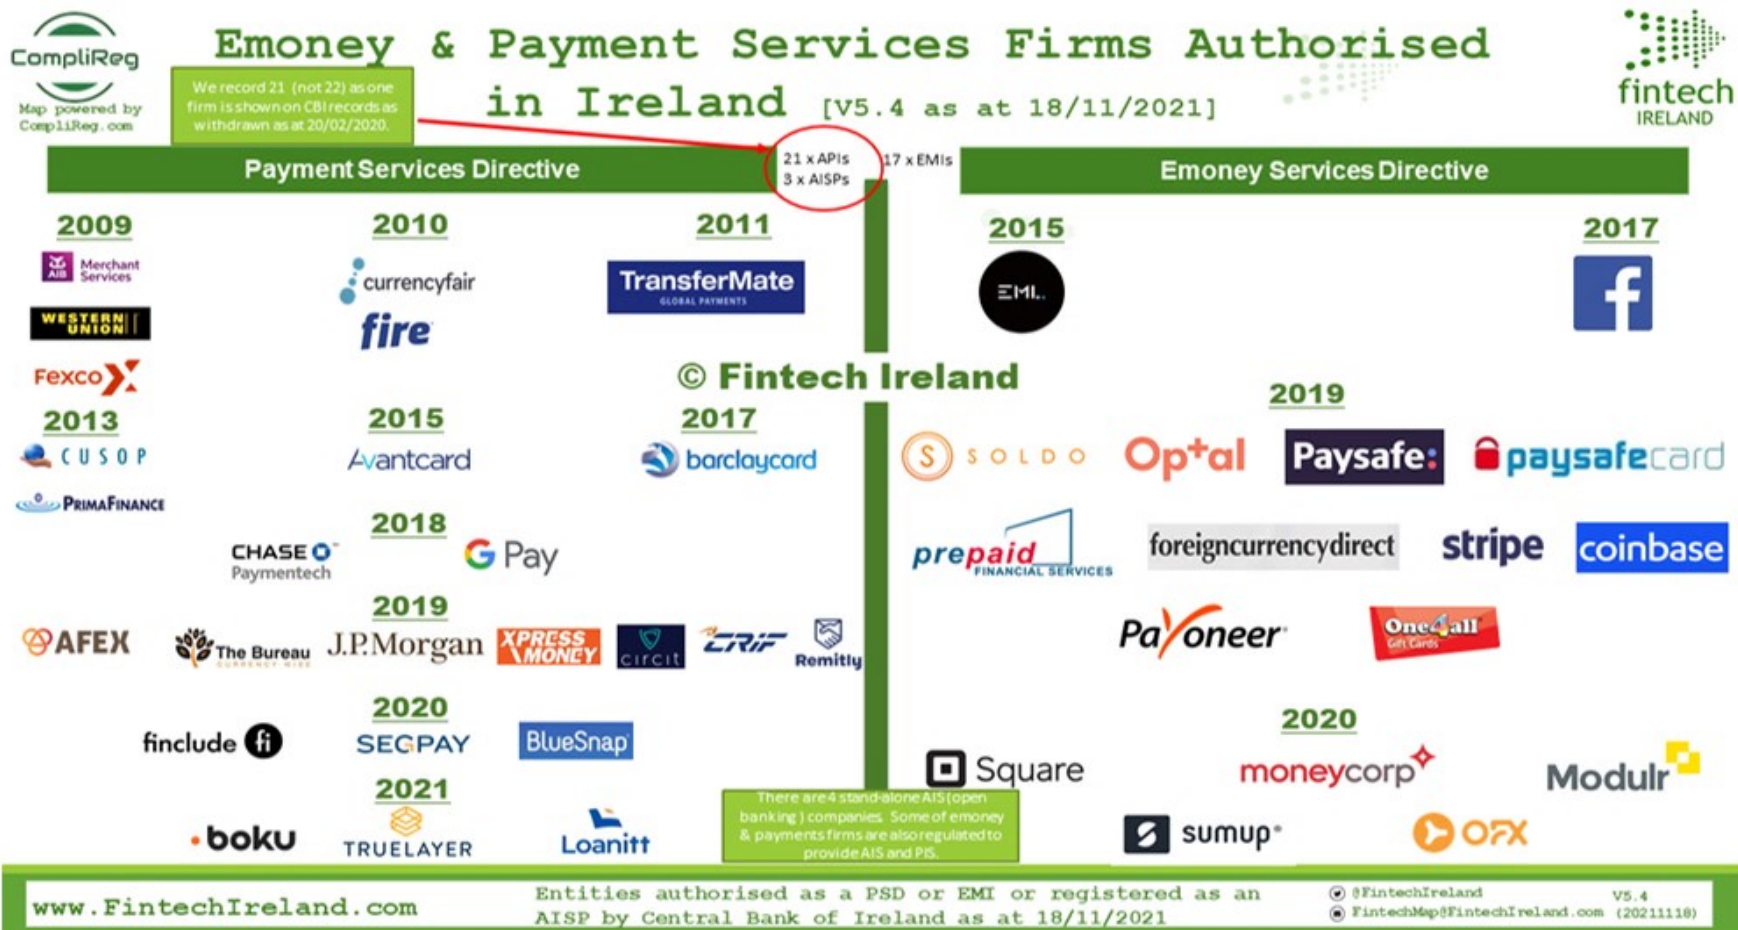 CompliReg
Map powered by
CompliReg.com
Emoney & Payment Services Firms Authorised
in Ireland [V5.4 as at 18/11/2021]
We record 21 (not 22) as one
firm is shown on CBI records as
withdrawn as at 20/02/2020.
fintech
IRELAND
Payment Services Directive
21 x APIs
3 x AISPs
17 x EMIs
Emoney Services Directive
2009
AIB Merchant
Services
WESTERN
UNION
Fexco
2010
currencyfair
fire
2011
TransferMate
GLOBAL PAYMENTS
2015
EML
2017
f
© Fintech Ireland
2013
CUSOP
PRIMAFINANCE
2015
Avantcard
2017
barclaycard
2018
CHASE
Paymentech
G Pay
2019
AFEX
The Bureau
CURRENCY WISE
J.P.Morgan
XPRESS
MONEY
circit
CRIF
Remitly
2020
finclude fi
SEGPAY
BlueSnap
2021
boku
TRUELAYER
Loanitt
2019
S SOLDO
Optal
Paysafe:
paysafecard
prepaid
FINANCIAL SERVICES
foreigncurrencydirect
stripe
coinbase
Payoneer
One4all
Gift Cards
2020
Square
moneycorp
Modulr
sumup
OFX
There are 4 stand-alone AIS (open
banking) companies. Some of emoney
& payments firms are also regulated to
provide AIS and PIS.
www.FintechIreland.com
Entities authorised as a PSD or EMI or registered as an
AISP by Central Bank of Ireland as at 18/11/2021
@FintechIreland
FintechMap@FintechIreland.com
V5.4
(20211118)